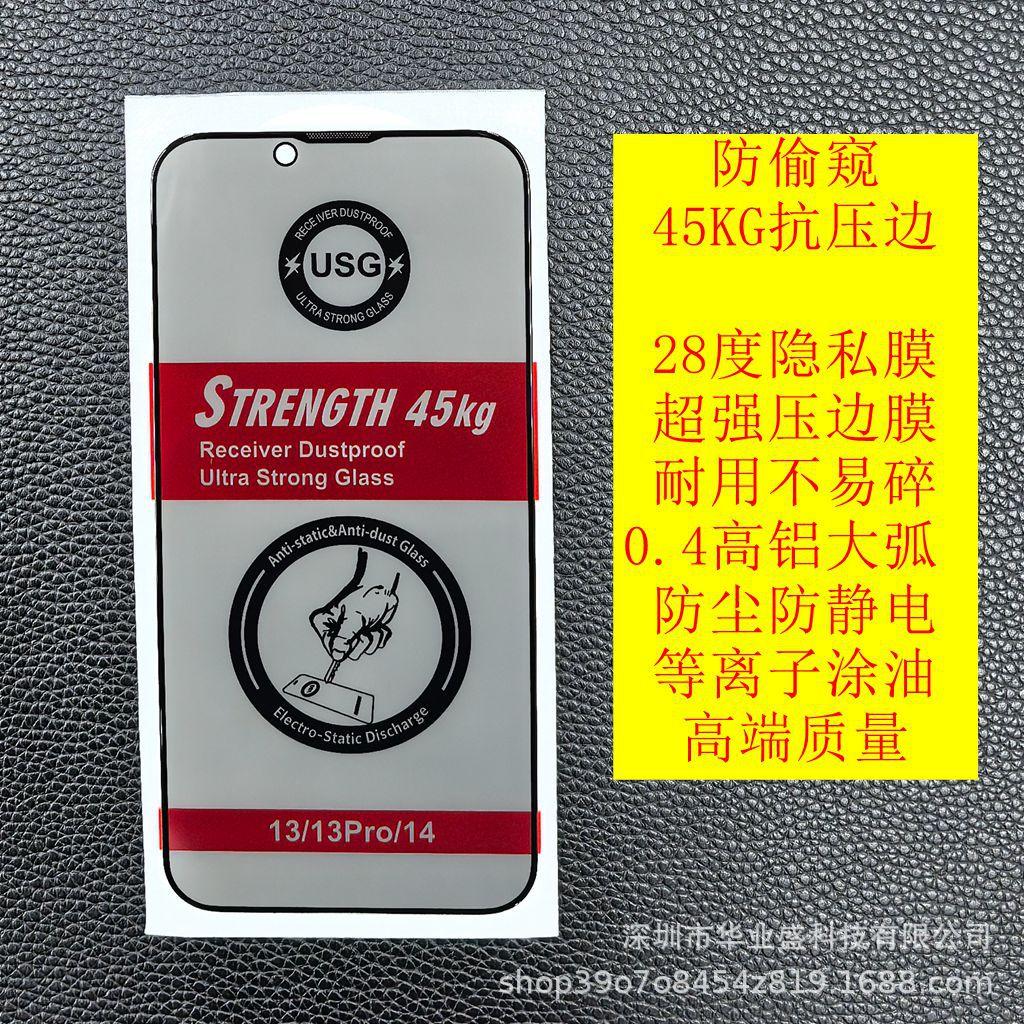 RECEIVER DUSTPROOF
USG
ULTRA STRONG GLASS
STRENGTH 45kg
Receiver Dustproof
Ultra Strong Glass
Anti-static&Anti-dust Glass
Electro-Static Discharge
13/13Pro/14
防偷窥
45KG抗压边
28度隐私膜
超强压边膜
耐用不易碎
0.4高铝大弧
防尘防静电
等离子涂油
高端质量
深圳市华业盛科技有限公司
shop39o7o8454z819.1688.com